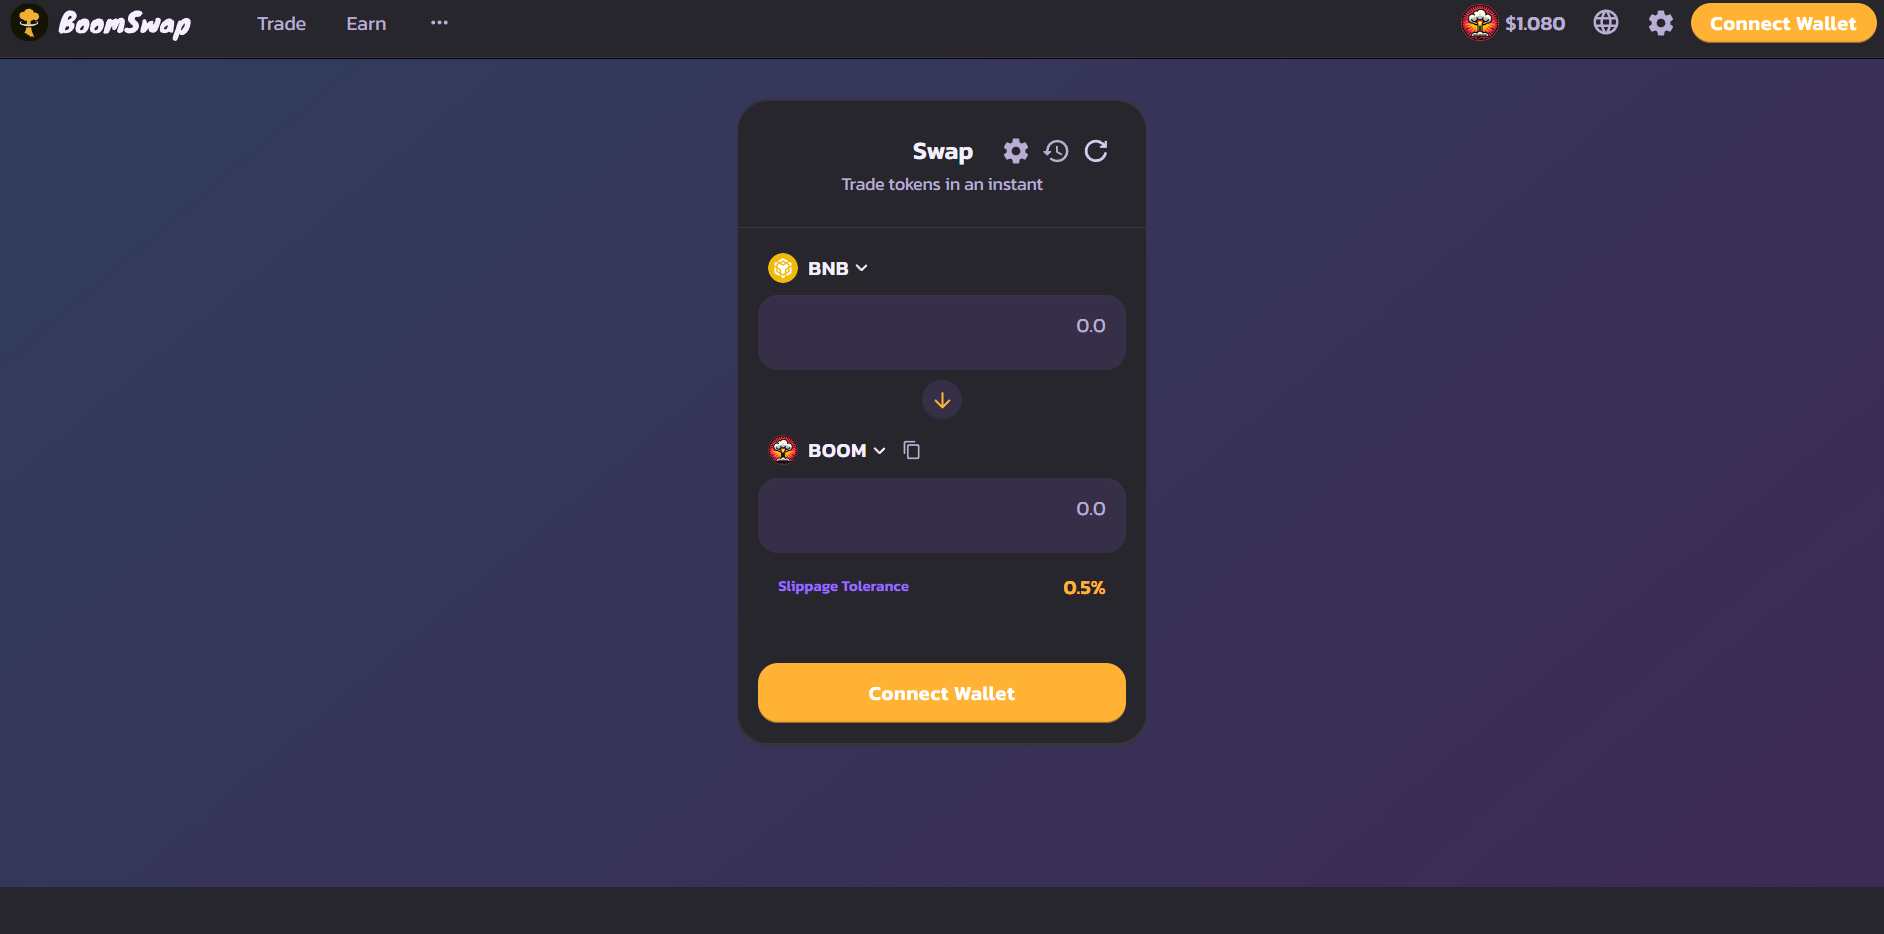 BoomSwap
Trade
Earn
$1.080
Connect Wallet
Swap
Trade tokens in an instant
BNB
0.0
BOOM
0.0
Slippage Tolerance
0.5%
Connect Wallet